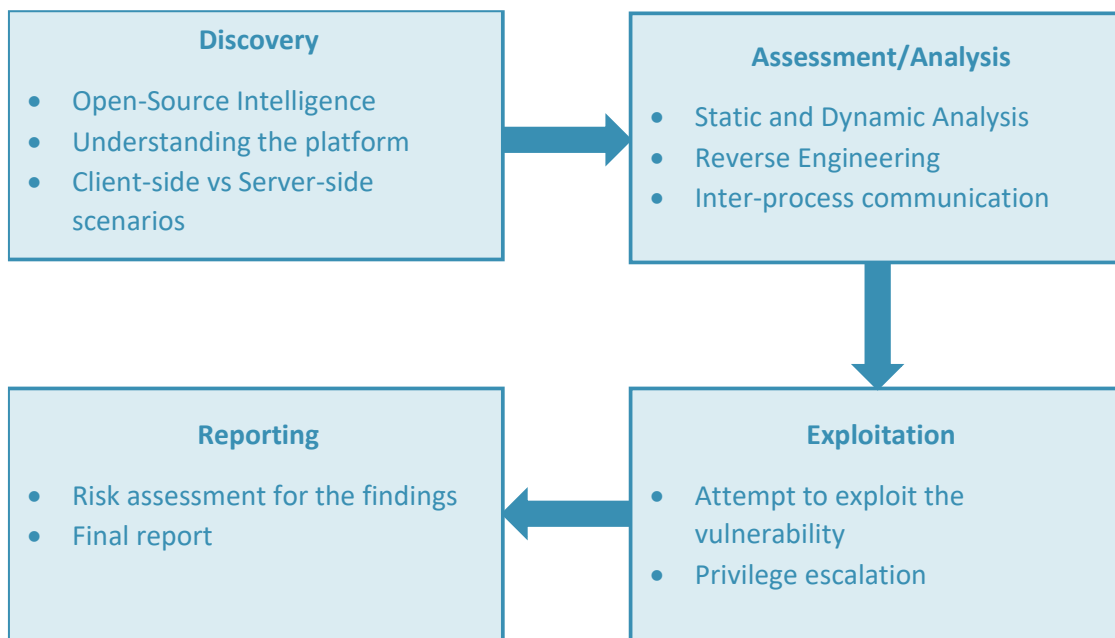 Discovery
• Open-Source Intelligence
• Understanding the platform
• Client-side vs Server-side
scenarios
Assessment/Analysis
• Static and Dynamic Analysis
• Reverse Engineering
• Inter-process communication
Exploitation
• Attempt to exploit the
vulnerability
• Privilege escalation
Reporting
• Risk assessment for the findings
• Final report